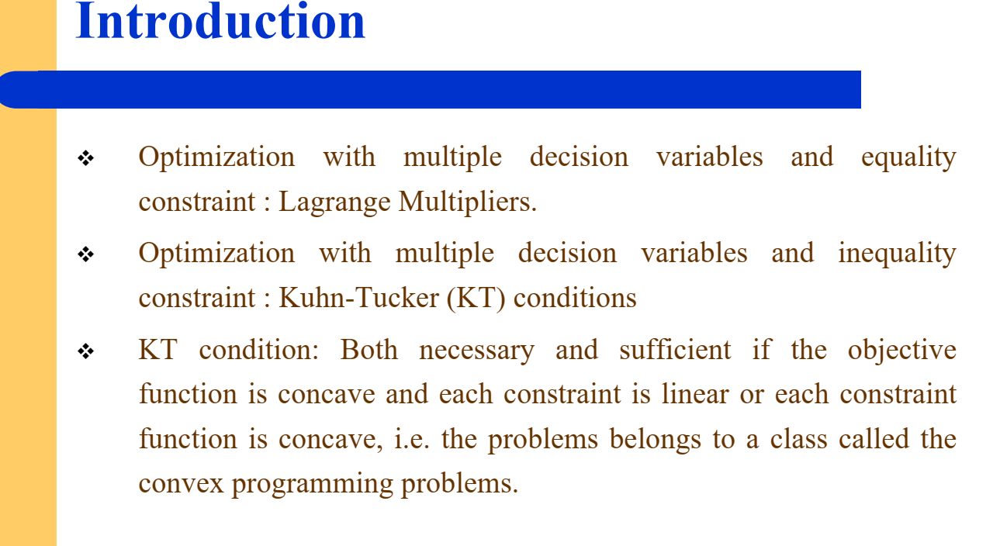 Introduction
❖ Optimization with multiple decision variables and equality
constraint : Lagrange Multipliers.
❖ Optimization with multiple decision variables and inequality
constraint : Kuhn-Tucker (KT) conditions
❖ KT condition: Both necessary and sufficient if the objective
function is concave and each constraint is linear or each constraint
function is concave, i.e. the problems belongs to a class called the
convex programming problems.